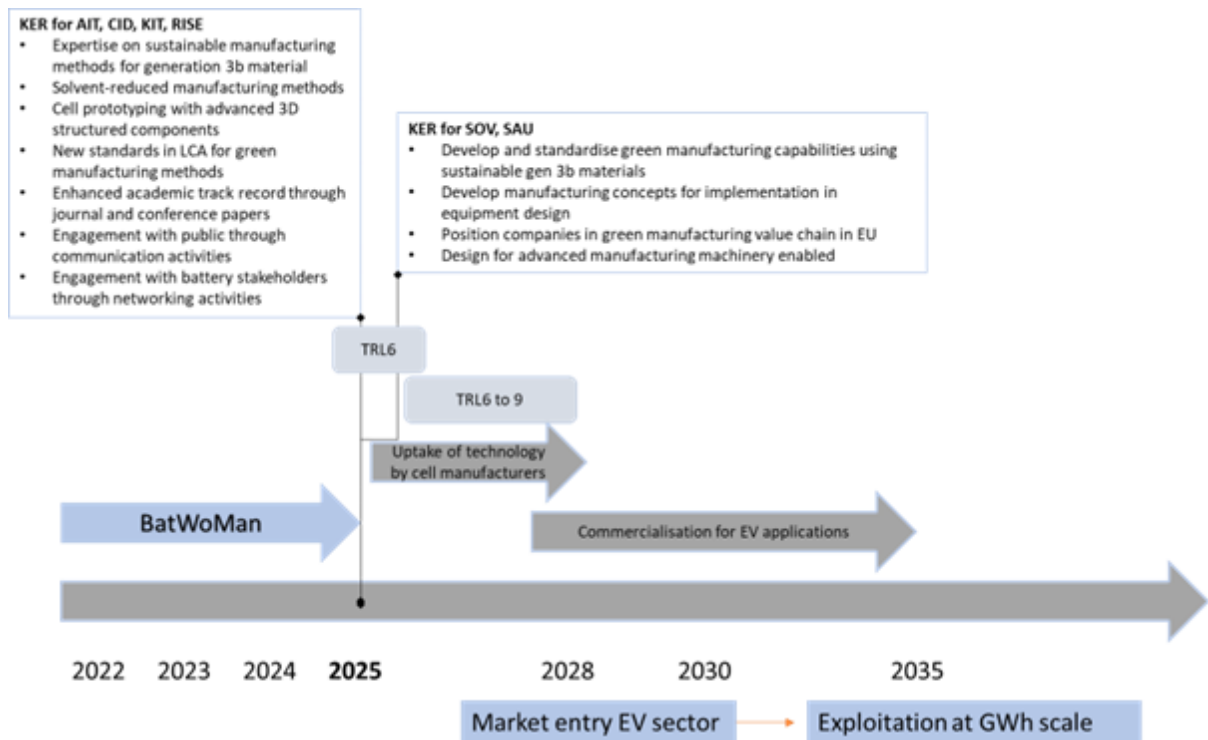 KER for AIT, CID, KIT, RISE
• Expertise on sustainable manufacturing
methods for generation 3b material
• Solvent-reduced manufacturing methods
• Cell prototyping with advanced 3D
structured components
• New standards in LCA for green
manufacturing methods
• Enhanced academic track record through
journal and conference papers
• Engagement with public through
communication activities
• Engagement with battery stakeholders
through networking activities
KER for SOV, SAU
• Develop and standardise green manufacturing capabilities using
sustainable gen 3b materials
• Develop manufacturing concepts for implementation in
equipment design
• Position companies in green manufacturing value chain in EU
• Design for advanced manufacturing machinery enabled
TRL6
TRL6 to 9
Uptake of technology
by cell manufacturers
BatWoMan
Commercialisation for EV applications
2022 2023 2024 2025 2028 2030 2035
Market entry EV sector
Exploitation at GWh scale